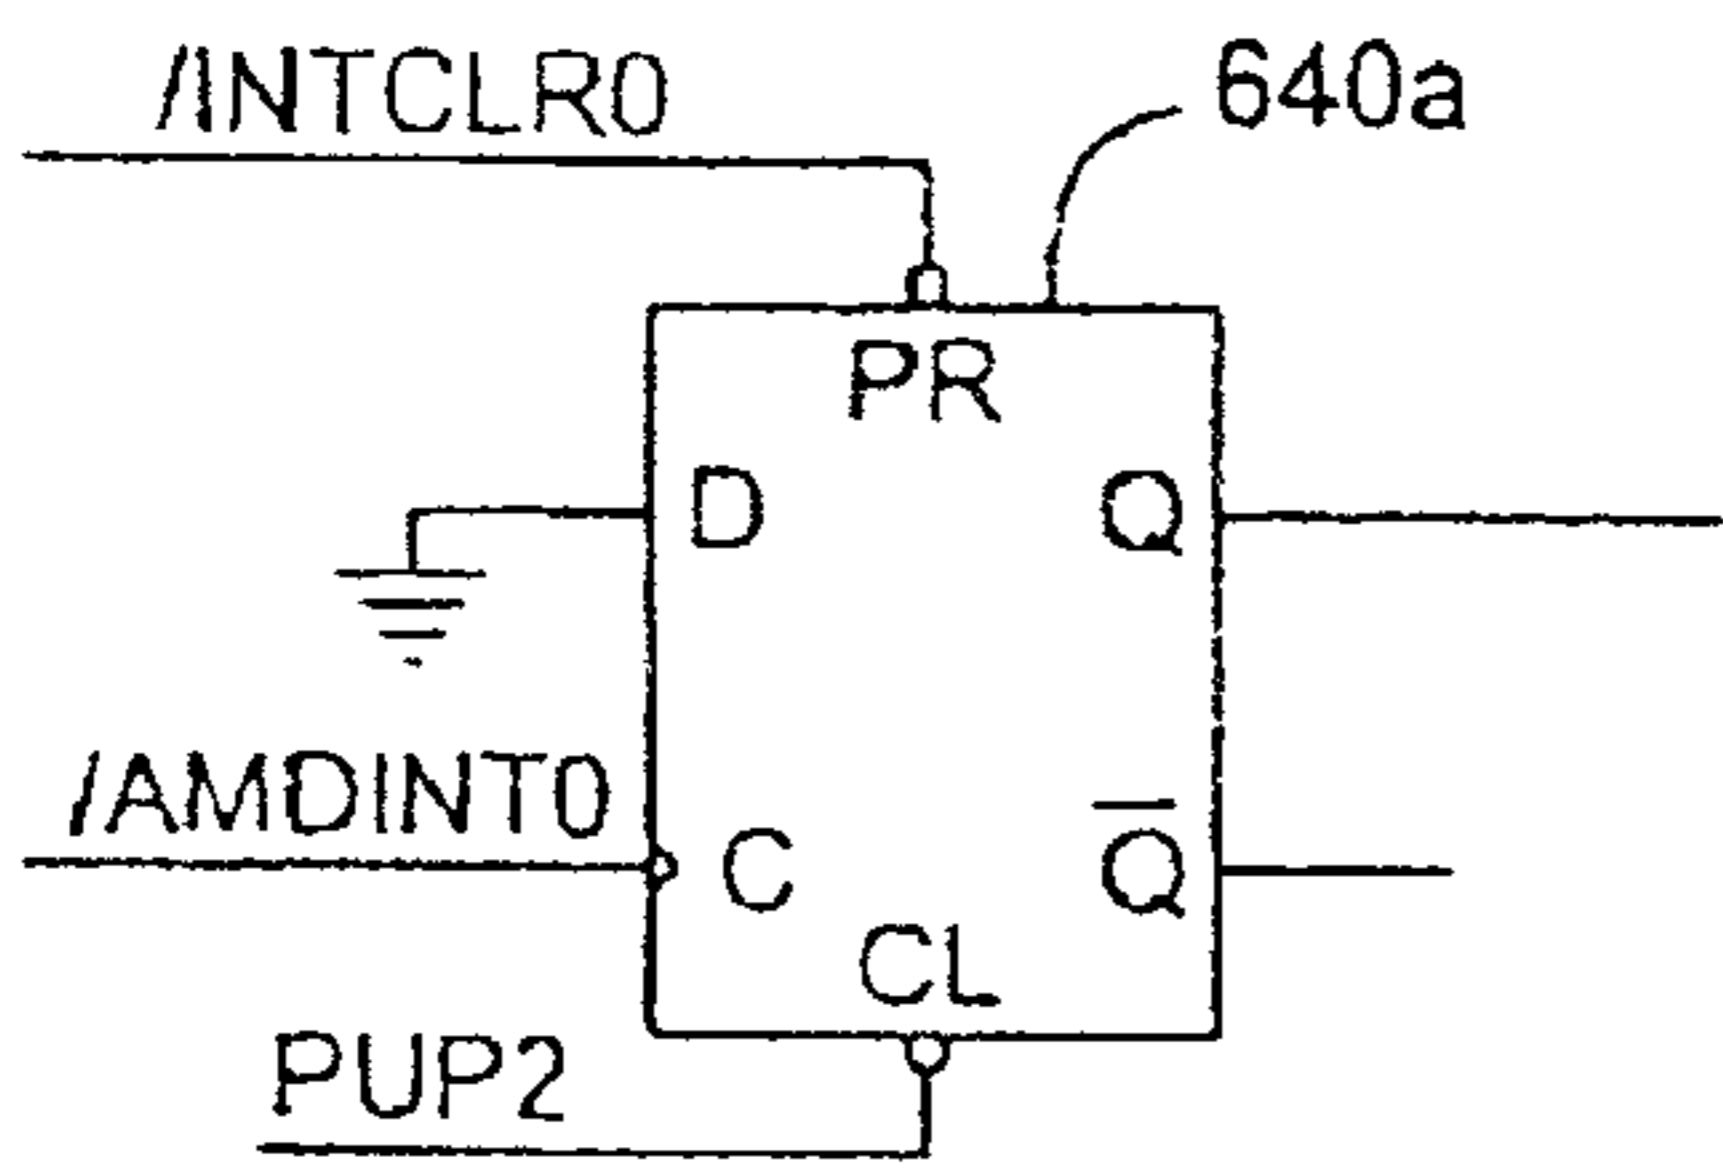 /INTCLR0
640a
PR
D
Q
/AMDINT0
C
Q̅
CL
PUP2